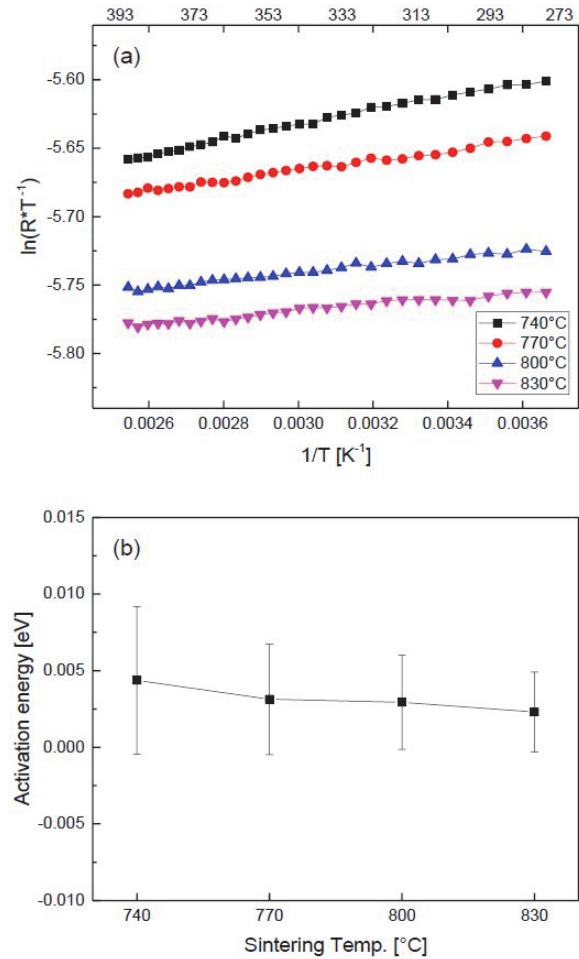 393 373 353 333 313 293 273
(a)
-5.60
-5.65
-5.70
-5.75
-5.80
ln(R*T-1)
740°C
770°C
800°C
830°C
0.0026 0.0028 0.0030 0.0032 0.0034 0.0036
1/T [K-1]
(b)
0.015
0.010
0.005
0.000
-0.005
-0.010
Activation energy [eV]
740 770 800 830
Sintering Temp. [°C]